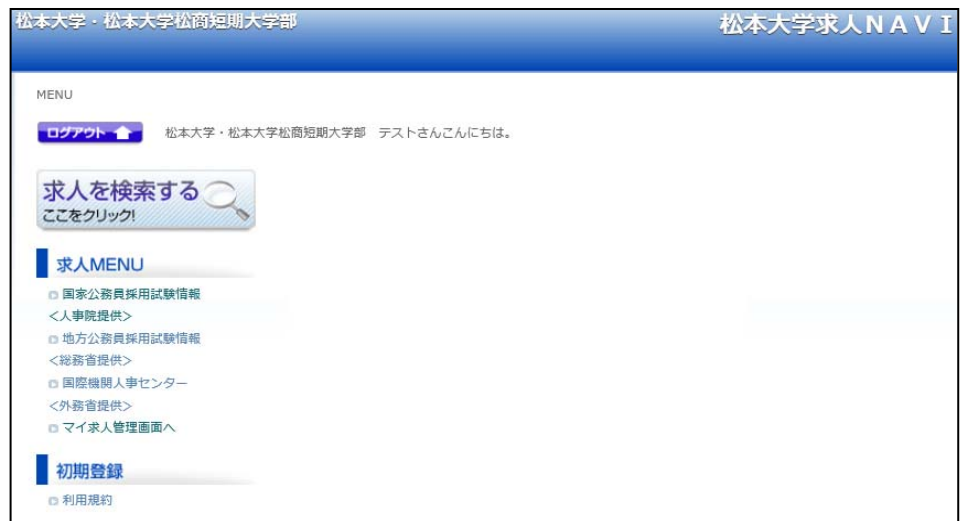 松本大学・松本大学松商短期大学部
松本大学求人ＮＡＶＩ
MENU
ログアウト
松本大学・松本大学松商短期大学部　テストさんこんにちは。
求人を検索する
ここをクリック!
求人MENU
国家公務員採用試験情報
<人事院提供>
地方公務員採用試験情報
<総務省提供>
国際機関人事センター
<外務省提供>
マイ求人管理画面へ
初期登録
利用規約